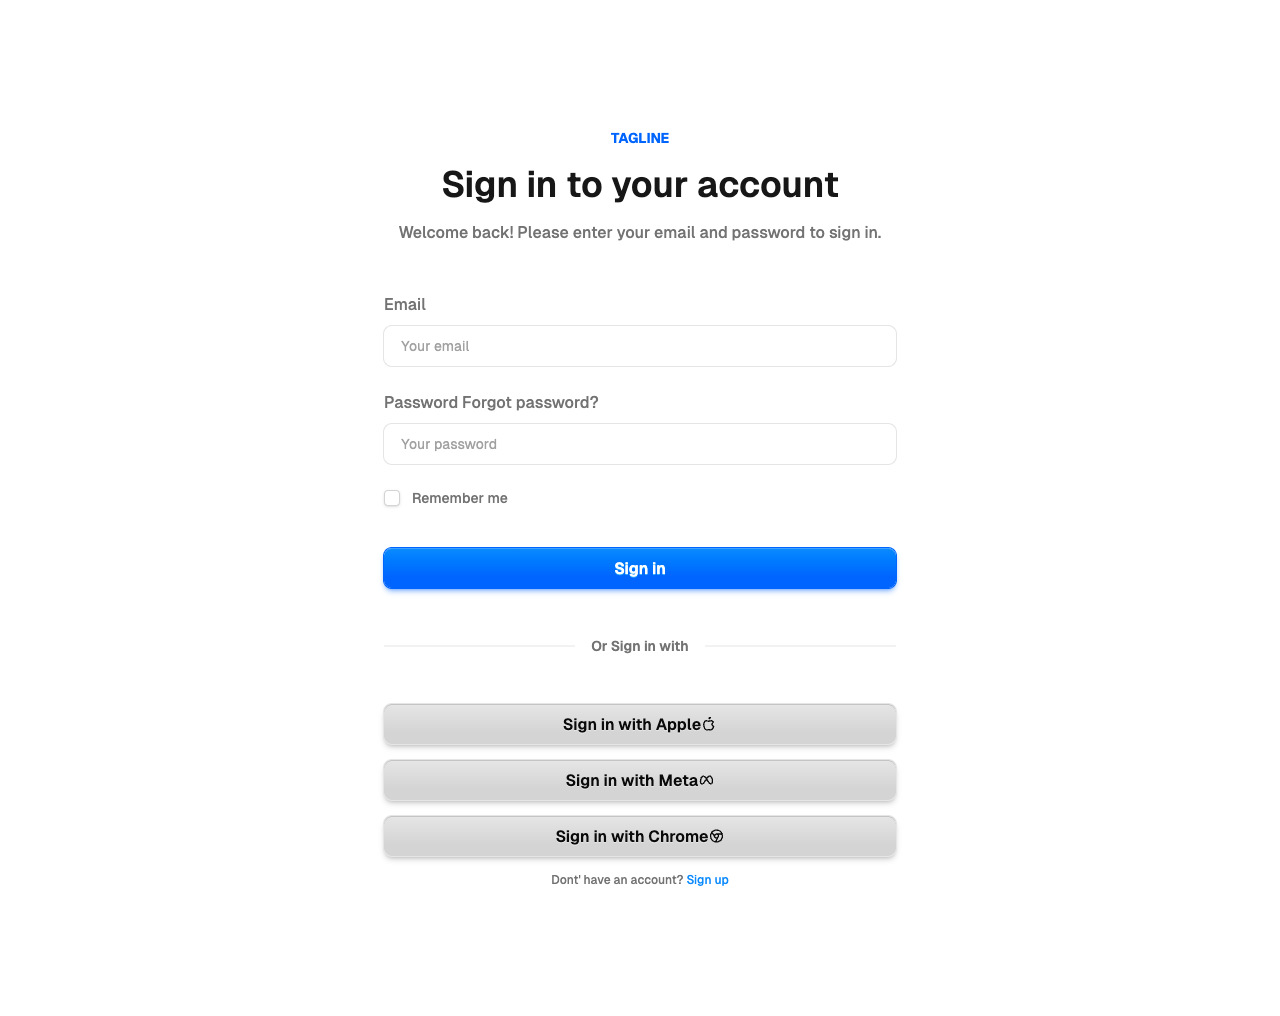 TAGLINE
Sign in to your account
Welcome back! Please enter your email and password to sign in.
Email
Your email
Password Forgot password?
Your password
Remember me
Sign in
Or Sign in with
Sign in with Apple
Sign in with Meta
Sign in with Chrome
Dont' have an account? Sign up